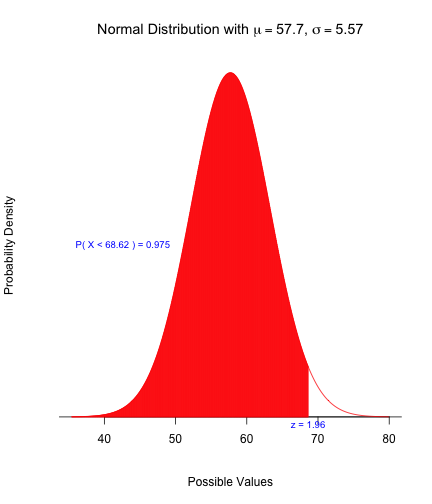 Normal Distribution with μ = 57.7, σ = 5.57
Probability Density
P( X < 68.62 ) = 0.975
z = 1.96
40 50 60 70 80
Possible Values